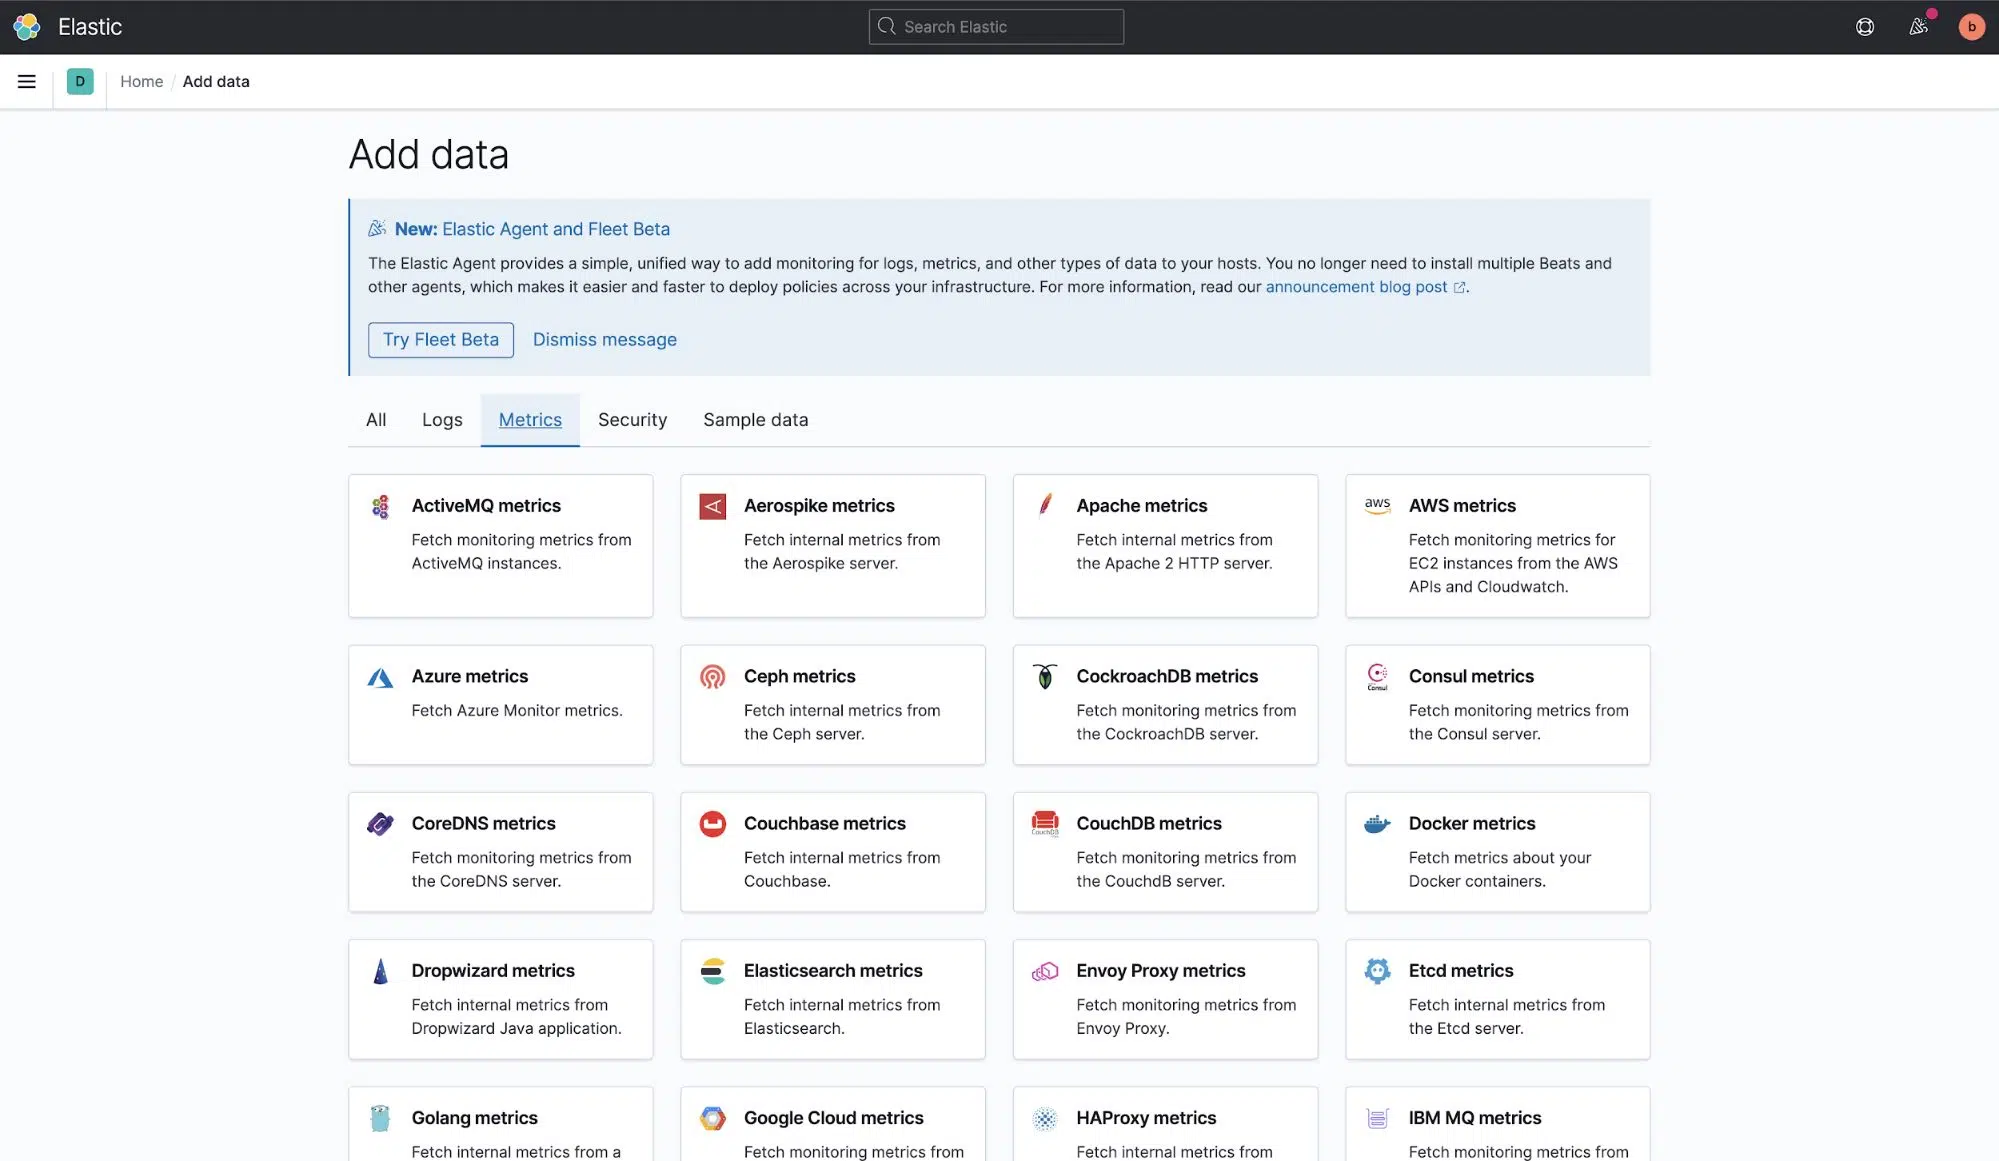 Elastic
Search Elastic
b
D
Home / Add data
Add data
New: Elastic Agent and Fleet Beta
The Elastic Agent provides a simple, unified way to add monitoring for logs, metrics, and other types of data to your hosts. You no longer need to install multiple Beats and
other agents, which makes it easier and faster to deploy policies across your infrastructure. For more information, read our announcement blog post.
Try Fleet Beta
Dismiss message
All
Logs
Metrics
Security
Sample data
ActiveMQ metrics
Fetch monitoring metrics from
ActiveMQ instances.
Aerospike metrics
Fetch internal metrics from
the Aerospike server.
Apache metrics
Fetch internal metrics from
the Apache 2 HTTP server.
aws
AWS metrics
Fetch monitoring metrics for
EC2 instances from the AWS
APIs and Cloudwatch.
Azure metrics
Fetch Azure Monitor metrics.
Ceph metrics
Fetch internal metrics from
the Ceph server.
CockroachDB metrics
Fetch monitoring metrics from
the CockroachDB server.
Consul
Consul metrics
Fetch monitoring metrics from
the Consul server.
CoreDNS metrics
Fetch monitoring metrics from
the CoreDNS server.
Couchbase metrics
Fetch internal metrics from
Couchbase.
CouchDB
CouchDB metrics
Fetch monitoring metrics from
the CouchdB server.
Docker metrics
Fetch metrics about your
Docker containers.
Dropwizard metrics
Fetch internal metrics from
Dropwizard Java application.
Elasticsearch metrics
Fetch internal metrics from
Elasticsearch.
Envoy Proxy metrics
Fetch monitoring metrics from
Envoy Proxy.
Etcd metrics
Fetch internal metrics from
the Etcd server.
Golang metrics
Fetch internal metrics from a
Google Cloud metrics
Fetch monitoring metrics from
HAProxy metrics
Fetch internal metrics from
IBM MQ metrics
Fetch monitoring metrics from